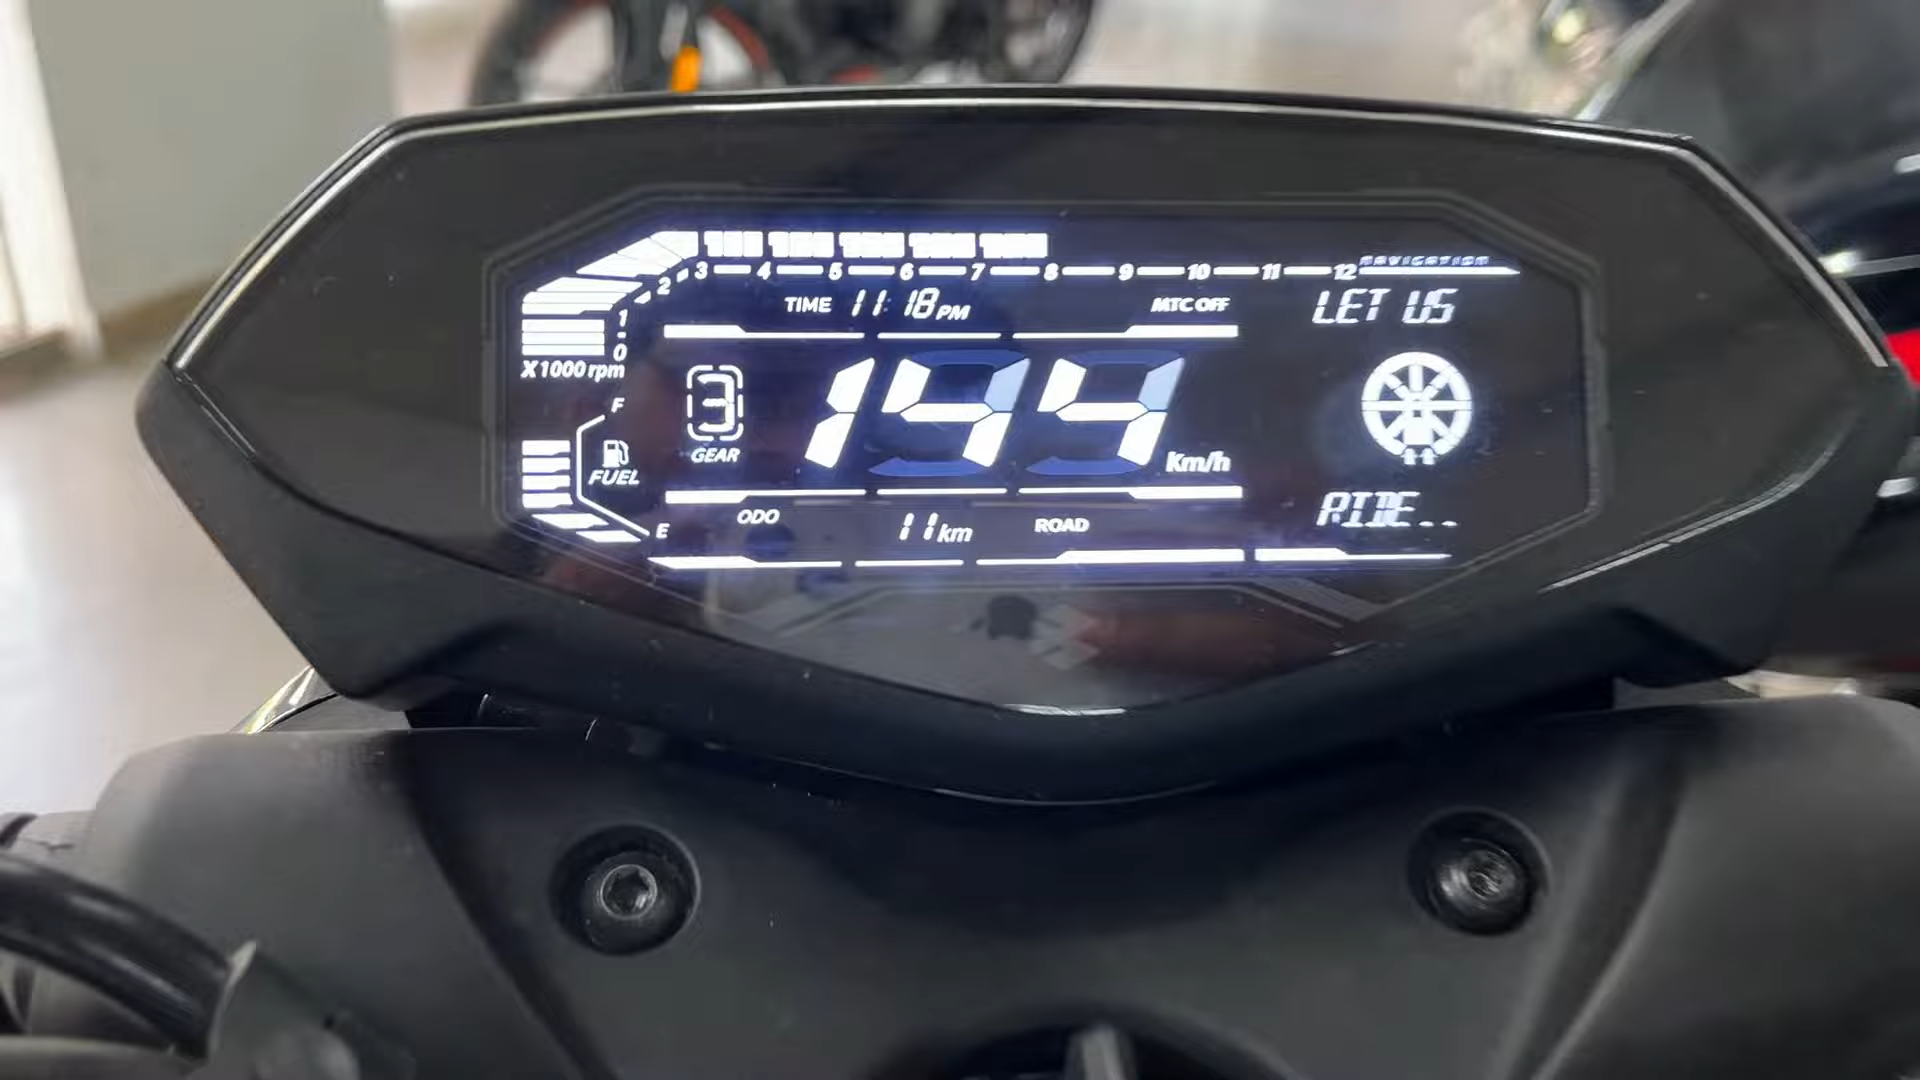 3 4 5 6 7 8 9 10 11 12 NAVIGATION
2
1
0
X1000 rpm
TIME 11:18 PM
MTC OFF
LET US
3
GEAR
144 Km/h
F
FUEL
E
ODO 11 km ROAD
RIDE..